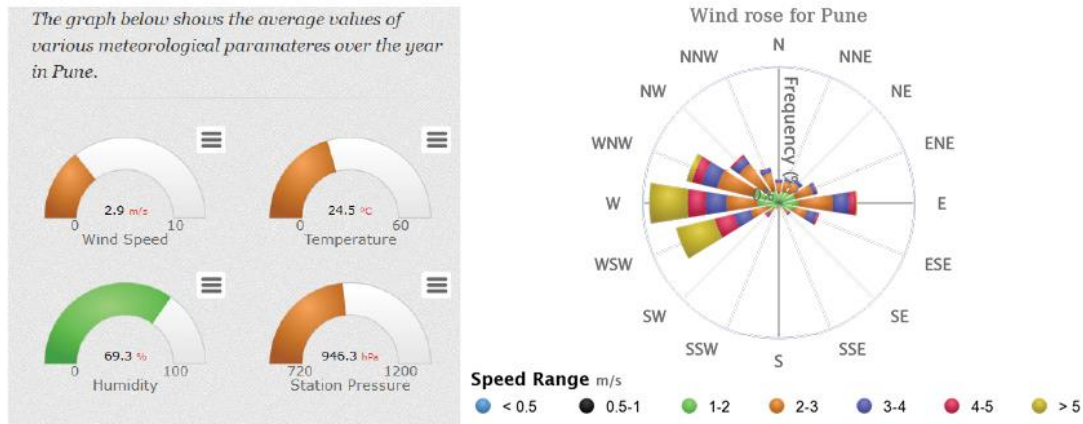 The graph below shows the average values of
various meteorological paramateres over the year
in Pune.
2.9 m/s
0 10
Wind Speed
24.5 °C
0 60
Temperature
69.3 %
0 100
Humidity
946.3 hPa
720 1200
Station Pressure
Wind rose for Pune
N
NNE
NE
ENE
E
ESE
SE
SSE
S
SSW
SW
WSW
W
WNW
NW
NNW
Frequency
Speed Range m/s
< 0.5 0.5-1 1-2 2-3 3-4 4-5 > 5